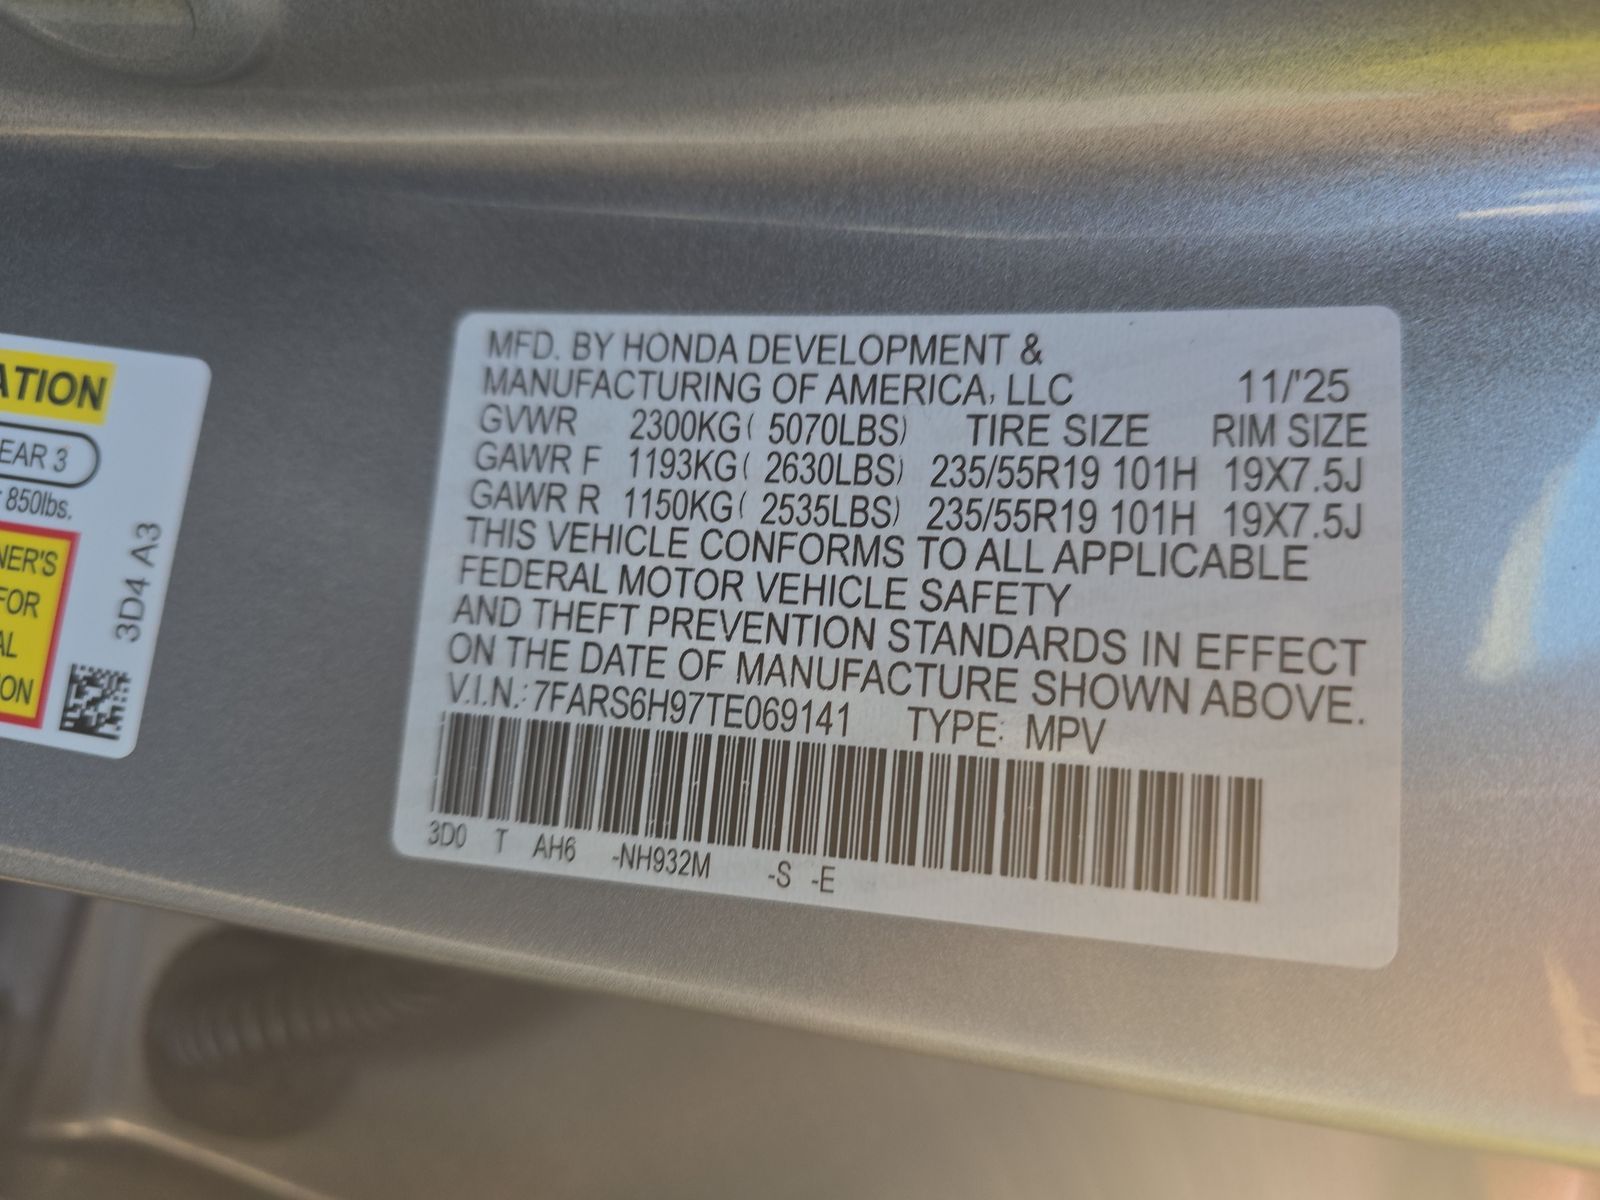 ATION
EAR 3
850lbs.
NER'S
FOR
AL
ON
3D4 A3
MFD. BY HONDA DEVELOPMENT &
MANUFACTURING OF AMERICA, LLC 11/'25
GVWR 2300KG( 5070LBS) TIRE SIZE RIM SIZE
GAWR F 1193KG( 2630LBS) 235/55R19 101H 19X7.5J
GAWR R 1150KG( 2535LBS) 235/55R19 101H 19X7.5J
THIS VEHICLE CONFORMS TO ALL APPLICABLE
FEDERAL MOTOR VEHICLE SAFETY
AND THEFT PREVENTION STANDARDS IN EFFECT
ON THE DATE OF MANUFACTURE SHOWN ABOVE.
V.I.N.: 7FARS6H97TE069141 TYPE: MPV
3D0 T AH6 -NH932M -S -E